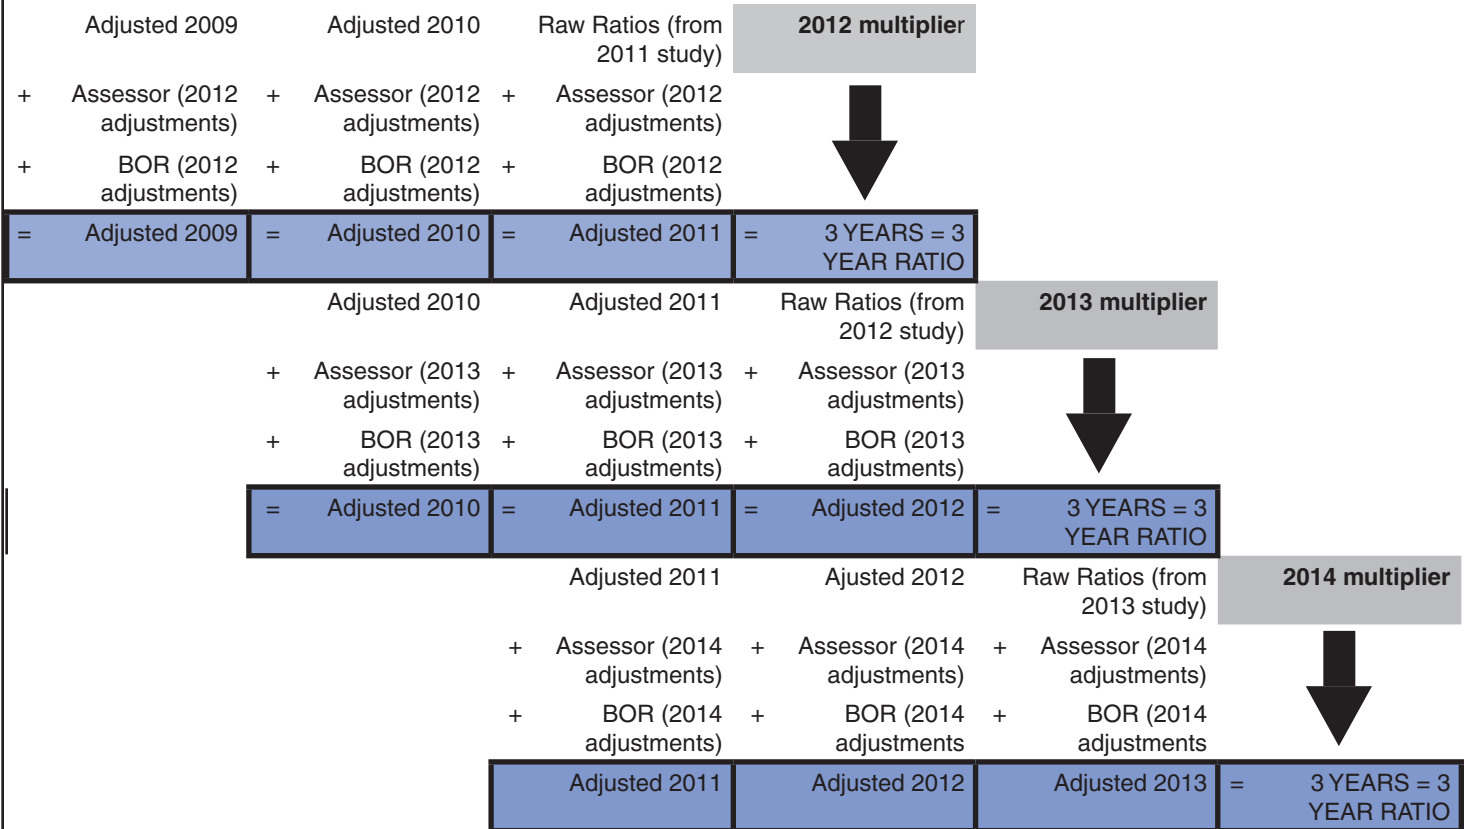 Adjusted 2009 Adjusted 2010 Raw Ratios (from 2012 multiplier
2011 study)
+ Assessor (2012 + Assessor (2012 + Assessor (2012
adjustments) adjustments) adjustments)
+ BOR (2012 + BOR (2012 + BOR (2012
adjustments) adjustments) adjustments)
= Adjusted 2009 = Adjusted 2010 = Adjusted 2011 = 3 YEARS = 3
YEAR RATIO
Adjusted 2010 Adjusted 2011 Raw Ratios (from 2013 multiplier
2012 study)
+ Assessor (2013 + Assessor (2013 + Assessor (2013
adjustments) adjustments) adjustments)
+ BOR (2013 + BOR (2013 + BOR (2013
adjustments) adjustments) adjustments)
= Adjusted 2010 = Adjusted 2011 = Adjusted 2012 = 3 YEARS = 3
YEAR RATIO
Adjusted 2011 Ajusted 2012 Raw Ratios (from 2014 multiplier
2013 study)
+ Assessor (2014 + Assessor (2014 + Assessor (2014
adjustments) adjustments) adjustments)
+ BOR (2014 + BOR (2014 + BOR (2014
adjustments) adjustments adjustments
Adjusted 2011 Adjusted 2012 Adjusted 2013 = 3 YEARS = 3
YEAR RATIO